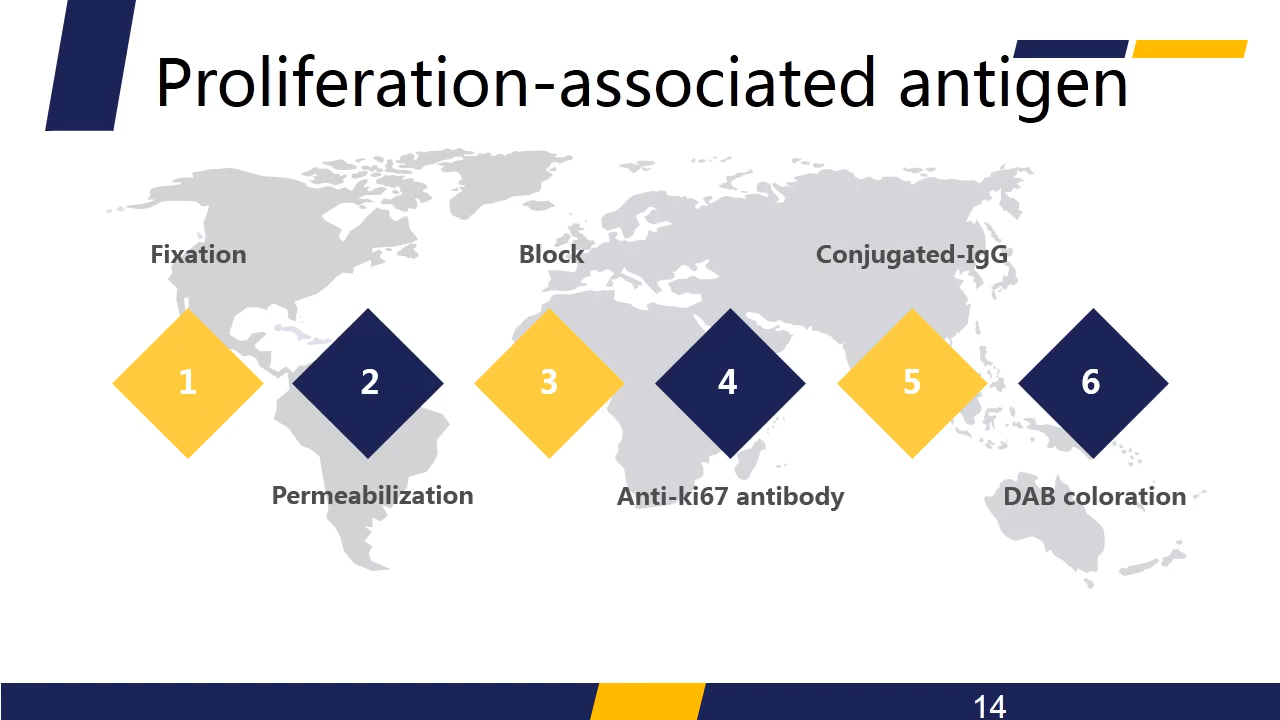 Proliferation-associated antigen
Fixation
Block
Conjugated-IgG
1
2
3
4
5
6
Permeabilization
Anti-ki67 antibody
DAB coloration
14